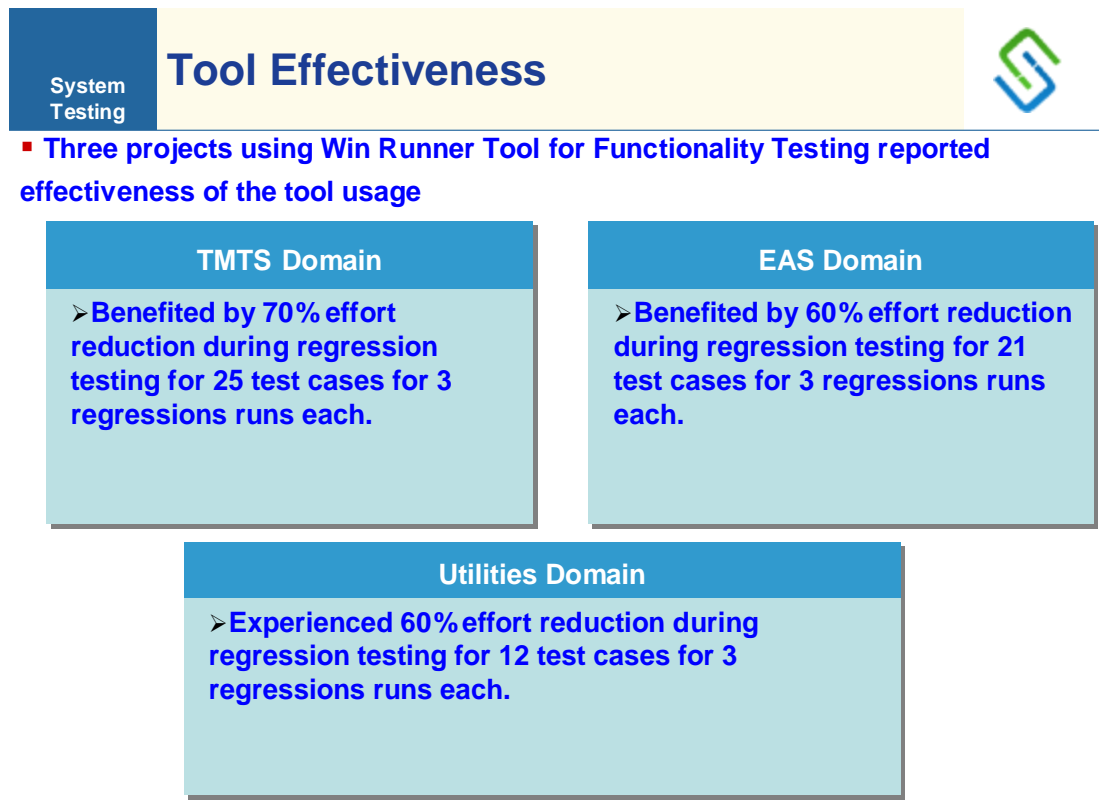 System
Testing
Tool Effectiveness
▪ Three projects using Win Runner Tool for Functionality Testing reported
effectiveness of the tool usage
TMTS Domain
➢Benefited by 70% effort
reduction during regression
testing for 25 test cases for 3
regressions runs each.
EAS Domain
➢Benefited by 60% effort reduction
during regression testing for 21
test cases for 3 regressions runs
each.
Utilities Domain
➢Experienced 60% effort reduction during
regression testing for 12 test cases for 3
regressions runs each.